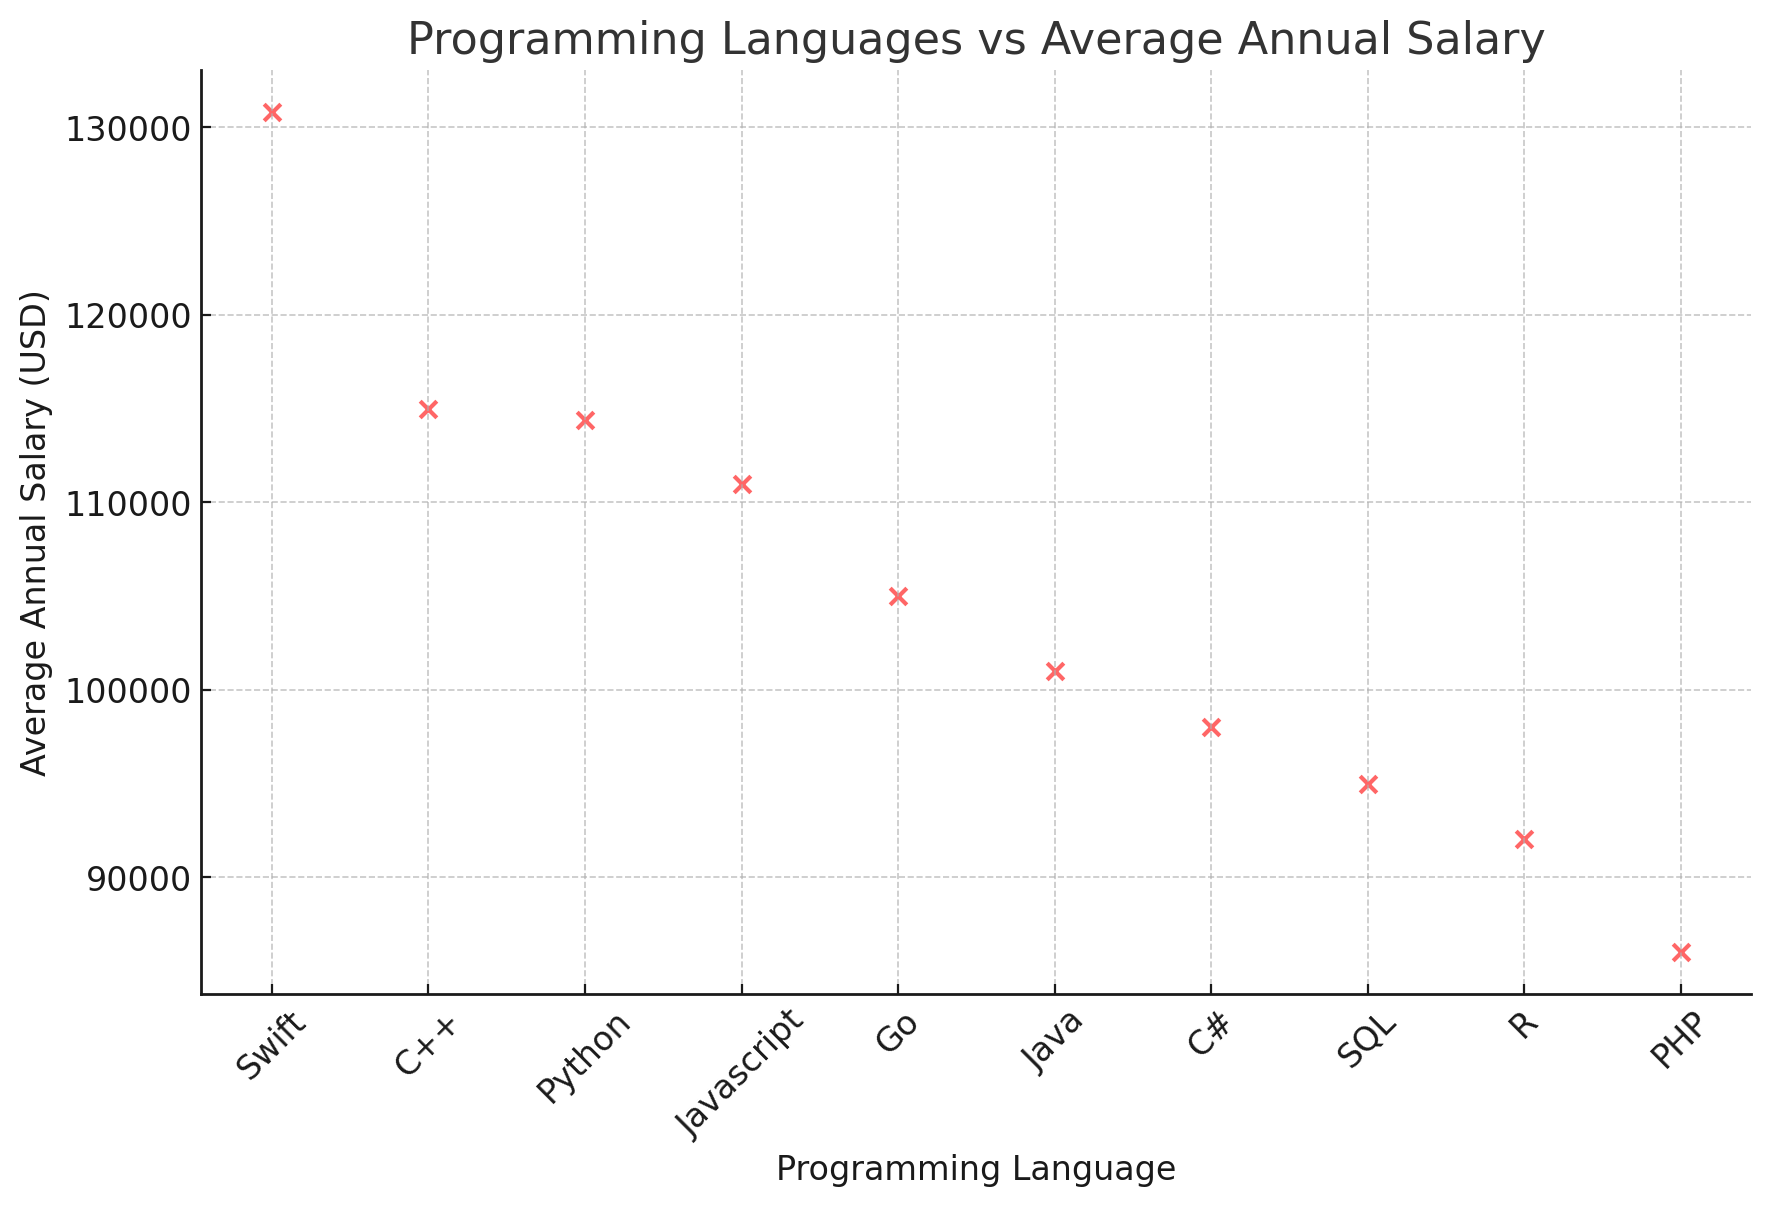 Programming Languages vs Average Annual Salary
Average Annual Salary (USD)
130000
120000
110000
100000
90000
Swift
C++
Python
Javascript
Go
Java
C#
SQL
R
PHP
Programming Language